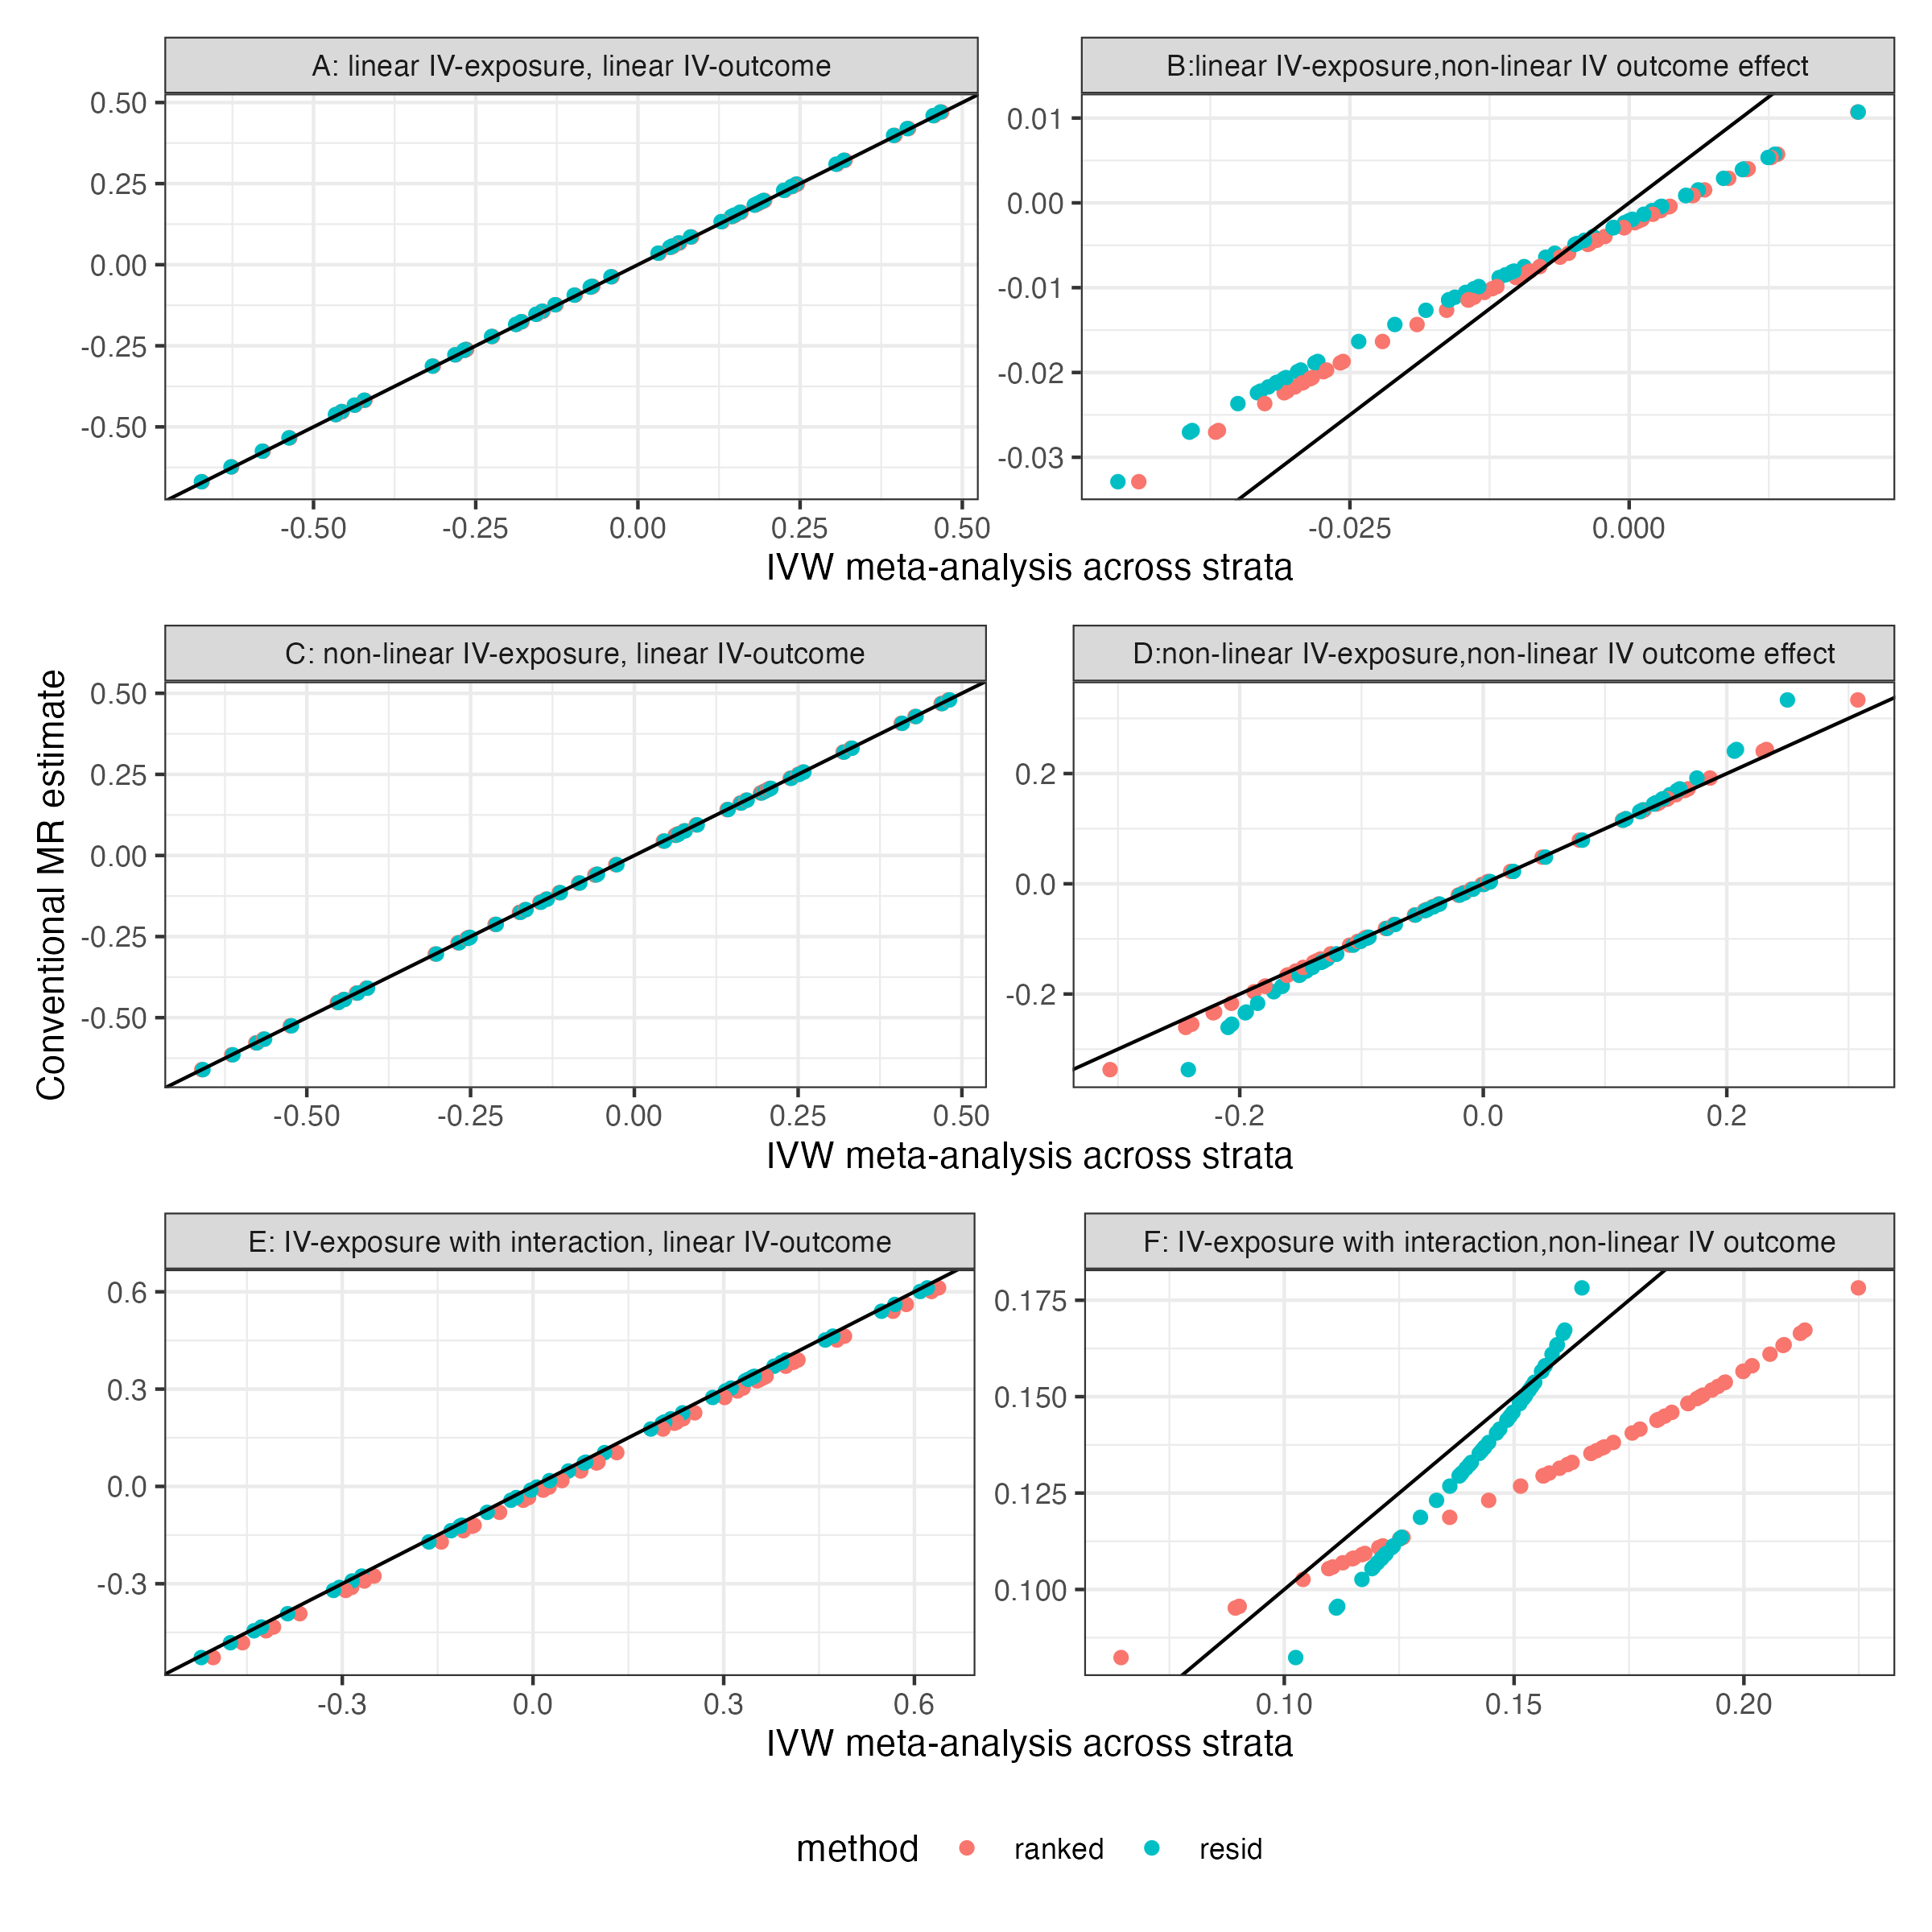 A: linear IV-exposure, linear IV-outcome
B:linear IV-exposure,non-linear IV outcome effect
0.50
0.25
0.00
-0.25
-0.50
0.01
0.00
-0.01
-0.02
-0.03
-0.50 -0.25 0.00 0.25 0.50
-0.025 0.000
IVW meta-analysis across strata
Conventional MR estimate
C: non-linear IV-exposure, linear IV-outcome
D:non-linear IV-exposure,non-linear IV outcome effect
0.50
0.25
0.00
-0.25
-0.50
0.2
0.0
-0.2
-0.50 -0.25 0.00 0.25 0.50
-0.2 0.0 0.2
IVW meta-analysis across strata
E: IV-exposure with interaction, linear IV-outcome
F: IV-exposure with interaction,non-linear IV outcome
0.6
0.3
0.0
-0.3
0.175
0.150
0.125
0.100
-0.3 0.0 0.3 0.6
0.10 0.15 0.20
IVW meta-analysis across strata
method ranked resid